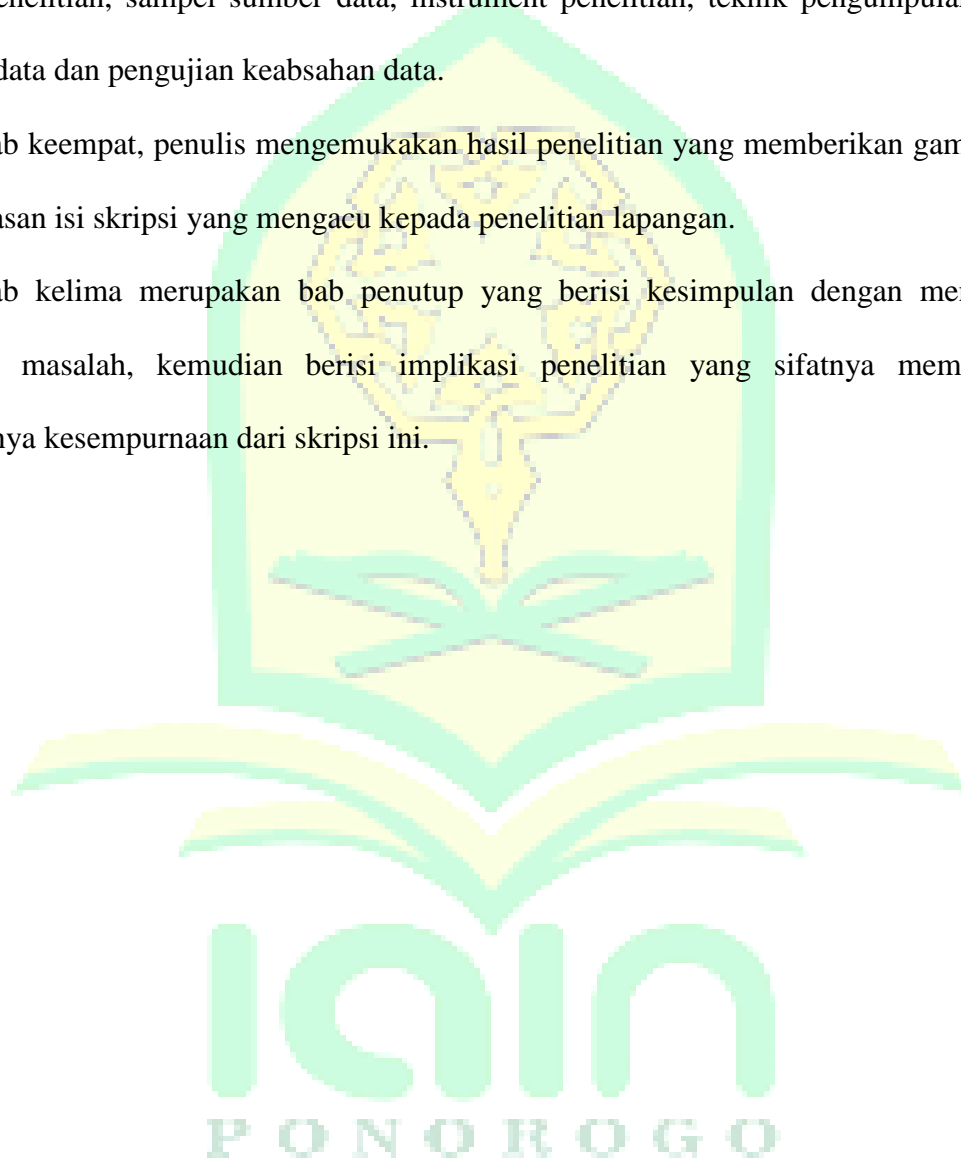 enelitian, sampel sumber data, instrument penelitian, teknik pengumpulan
data dan pengujian keabsahan data.
ab keempat, penulis mengemukakan hasil penelitian yang memberikan gam
asan isi skripsi yang mengacu kepada penelitian lapangan.
ab kelima merupakan bab penutup yang berisi kesimpulan dengan mer
masalah, kemudian berisi implikasi penelitian yang sifatnya mem
nya kesempurnaan dari skripsi ini.
iain
PONOROGO